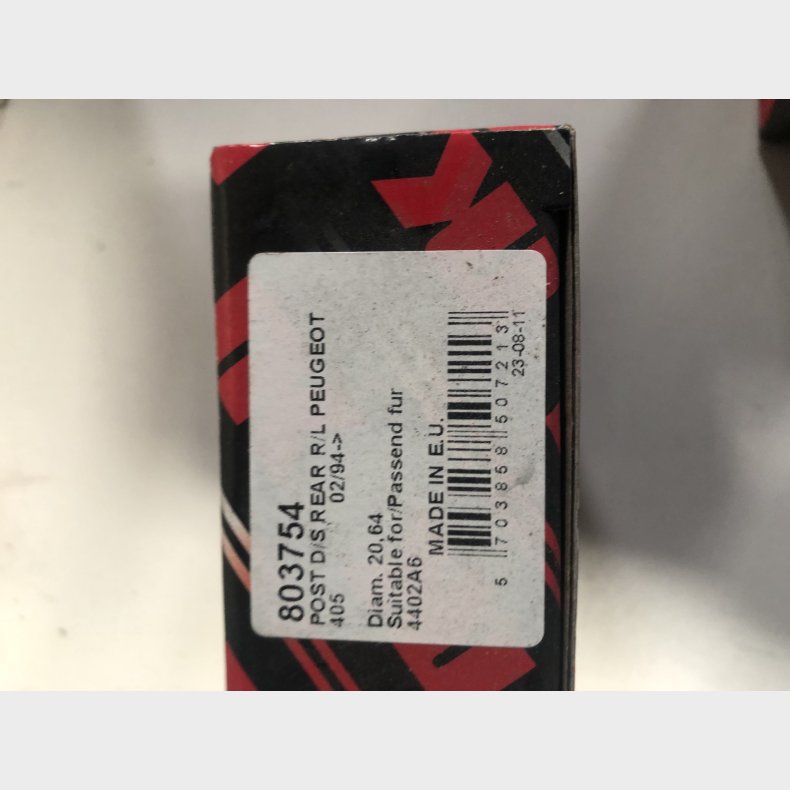 803754
POST D/S REAR R/L PEUGEOT
405 02/94->
Diam. 20,64
Suitable for/Passend fur
4402A6
MADE IN E.U.
5 703858 507213
23-08-11